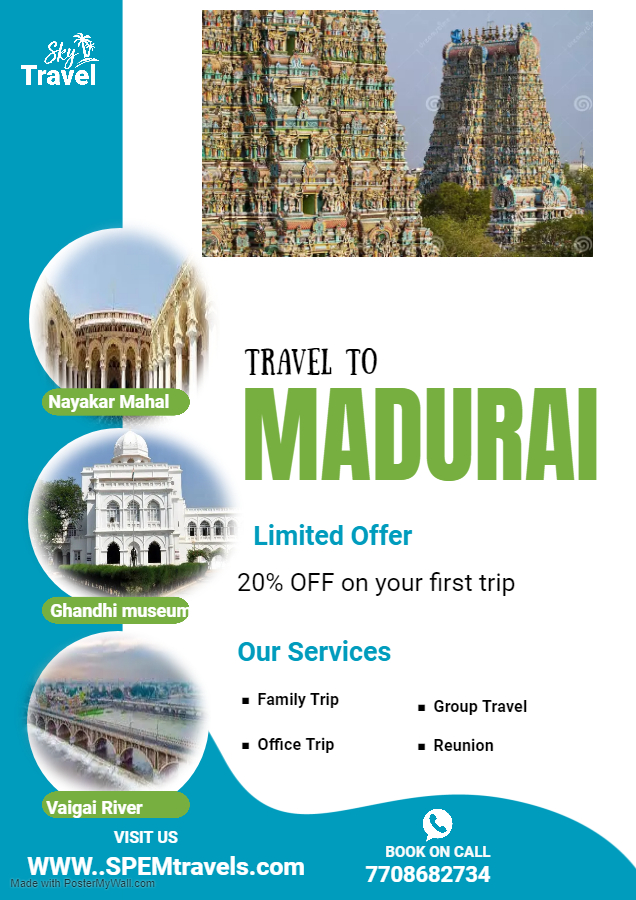 Sky
Travel
TRAVEL TO
MADURAI
Nayakar Mahal
Ghandhi museum
Vaigai River
Limited Offer
20% OFF on your first trip
Our Services
▪ Family Trip
▪ Group Travel
▪ Office Trip
▪ Reunion
VISIT US
WWW..SPEMtravels.com
Made with PosterMyWall.com
BOOK ON CALL
7708682734